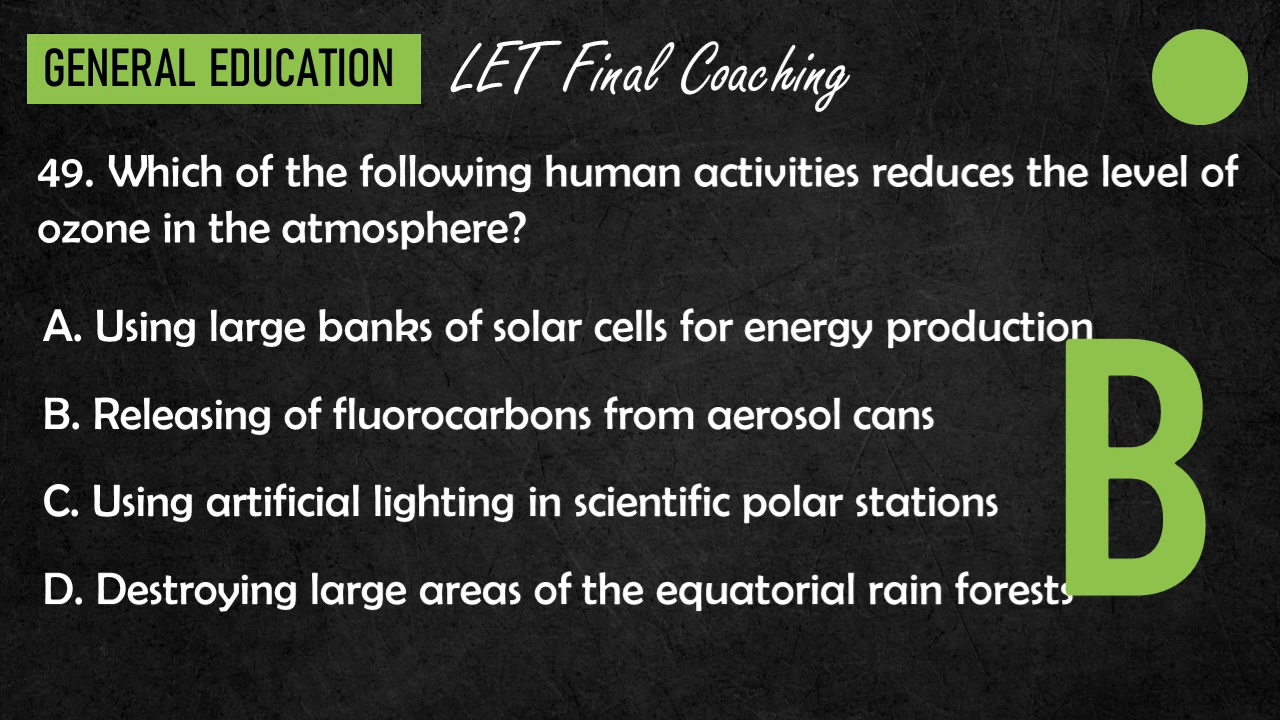 GENERAL EDUCATION LET Final Coaching
49. Which of the following human activities reduces the level of
ozone in the atmosphere?
A. Using large banks of solar cells for energy production
B. Releasing of fluorocarbons from aerosol cans
C. Using artificial lighting in scientific polar stations
D. Destroying large areas of the equatorial rain forests
B